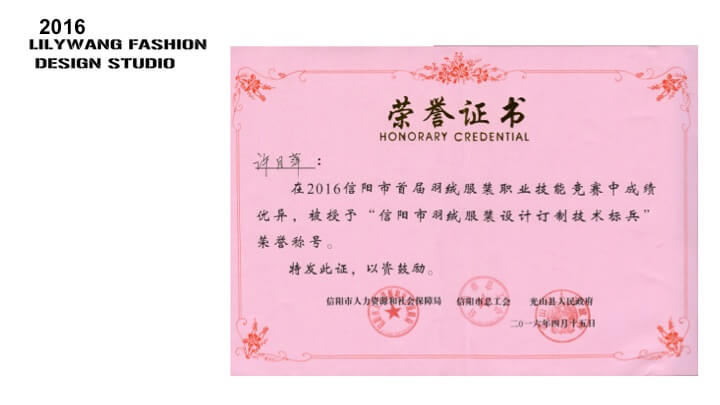 2016
LILYWANG FASHION
DESIGN STUDIO
荣誉证书
HONORARY CREDENTIAL
许月萍：
在2016信阳市首届羽绒服装职业技能竞赛中成绩
优异，被授予“信阳市羽绒服装设计订制技术标兵”
荣誉称号。
特发此证，以资鼓励。
信阳市人力资源和社会保障局 信阳市总工会 光山县人民政府
二〇一六年四月十五日